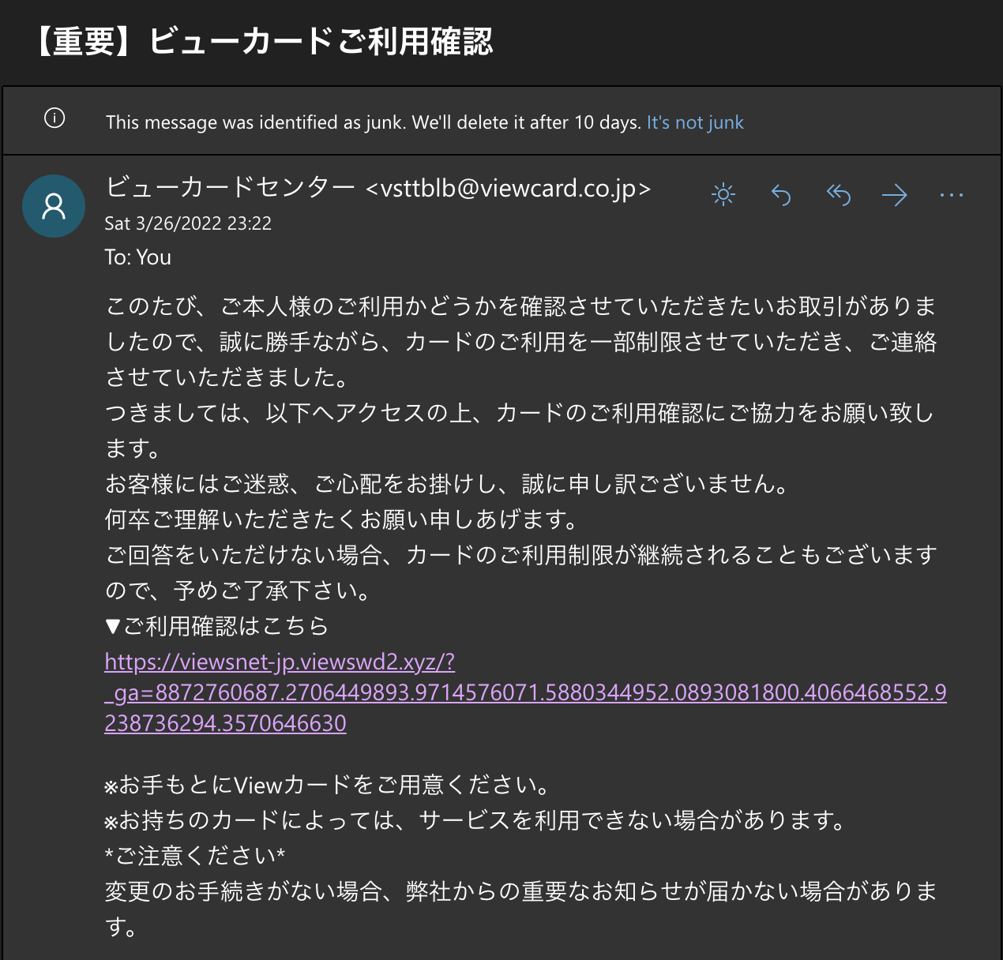 【重要】ビューカードご利用確認
This message was identified as junk. We'll delete it after 10 days. It's not junk
ビューカードセンター <vsttblb@viewcard.co.jp>
Sat 3/26/2022 23:22
To: You
このたび、ご本人様のご利用かどうかを確認させていただきたいお取引がありま
したので、誠に勝手ながら、カードのご利用を一部制限させていただき、ご連絡
させていただきました。
つきましては、以下へアクセスの上、カードのご利用確認にご協力をお願い致し
ます。
お客様にはご迷惑、ご心配をお掛けし、誠に申し訳ございません。
何卒ご理解いただきたくお願い申しあげます。
ご回答をいただけない場合、カードのご利用制限が継続されることもございます
ので、予めご了承下さい。
▼ご利用確認はこちら
https://viewsnet-jp.viewswd2.xyz/?
_ga=8872760687.2706449893.9714576071.5880344952.0893081800.4066468552.9
238736294.3570646630
※お手もとにViewカードをご用意ください。
※お持ちのカードによっては、サービスを利用できない場合があります。
*ご注意ください*
変更のお手続きがない場合、弊社からの重要なお知らせが届かない場合がありま
す。